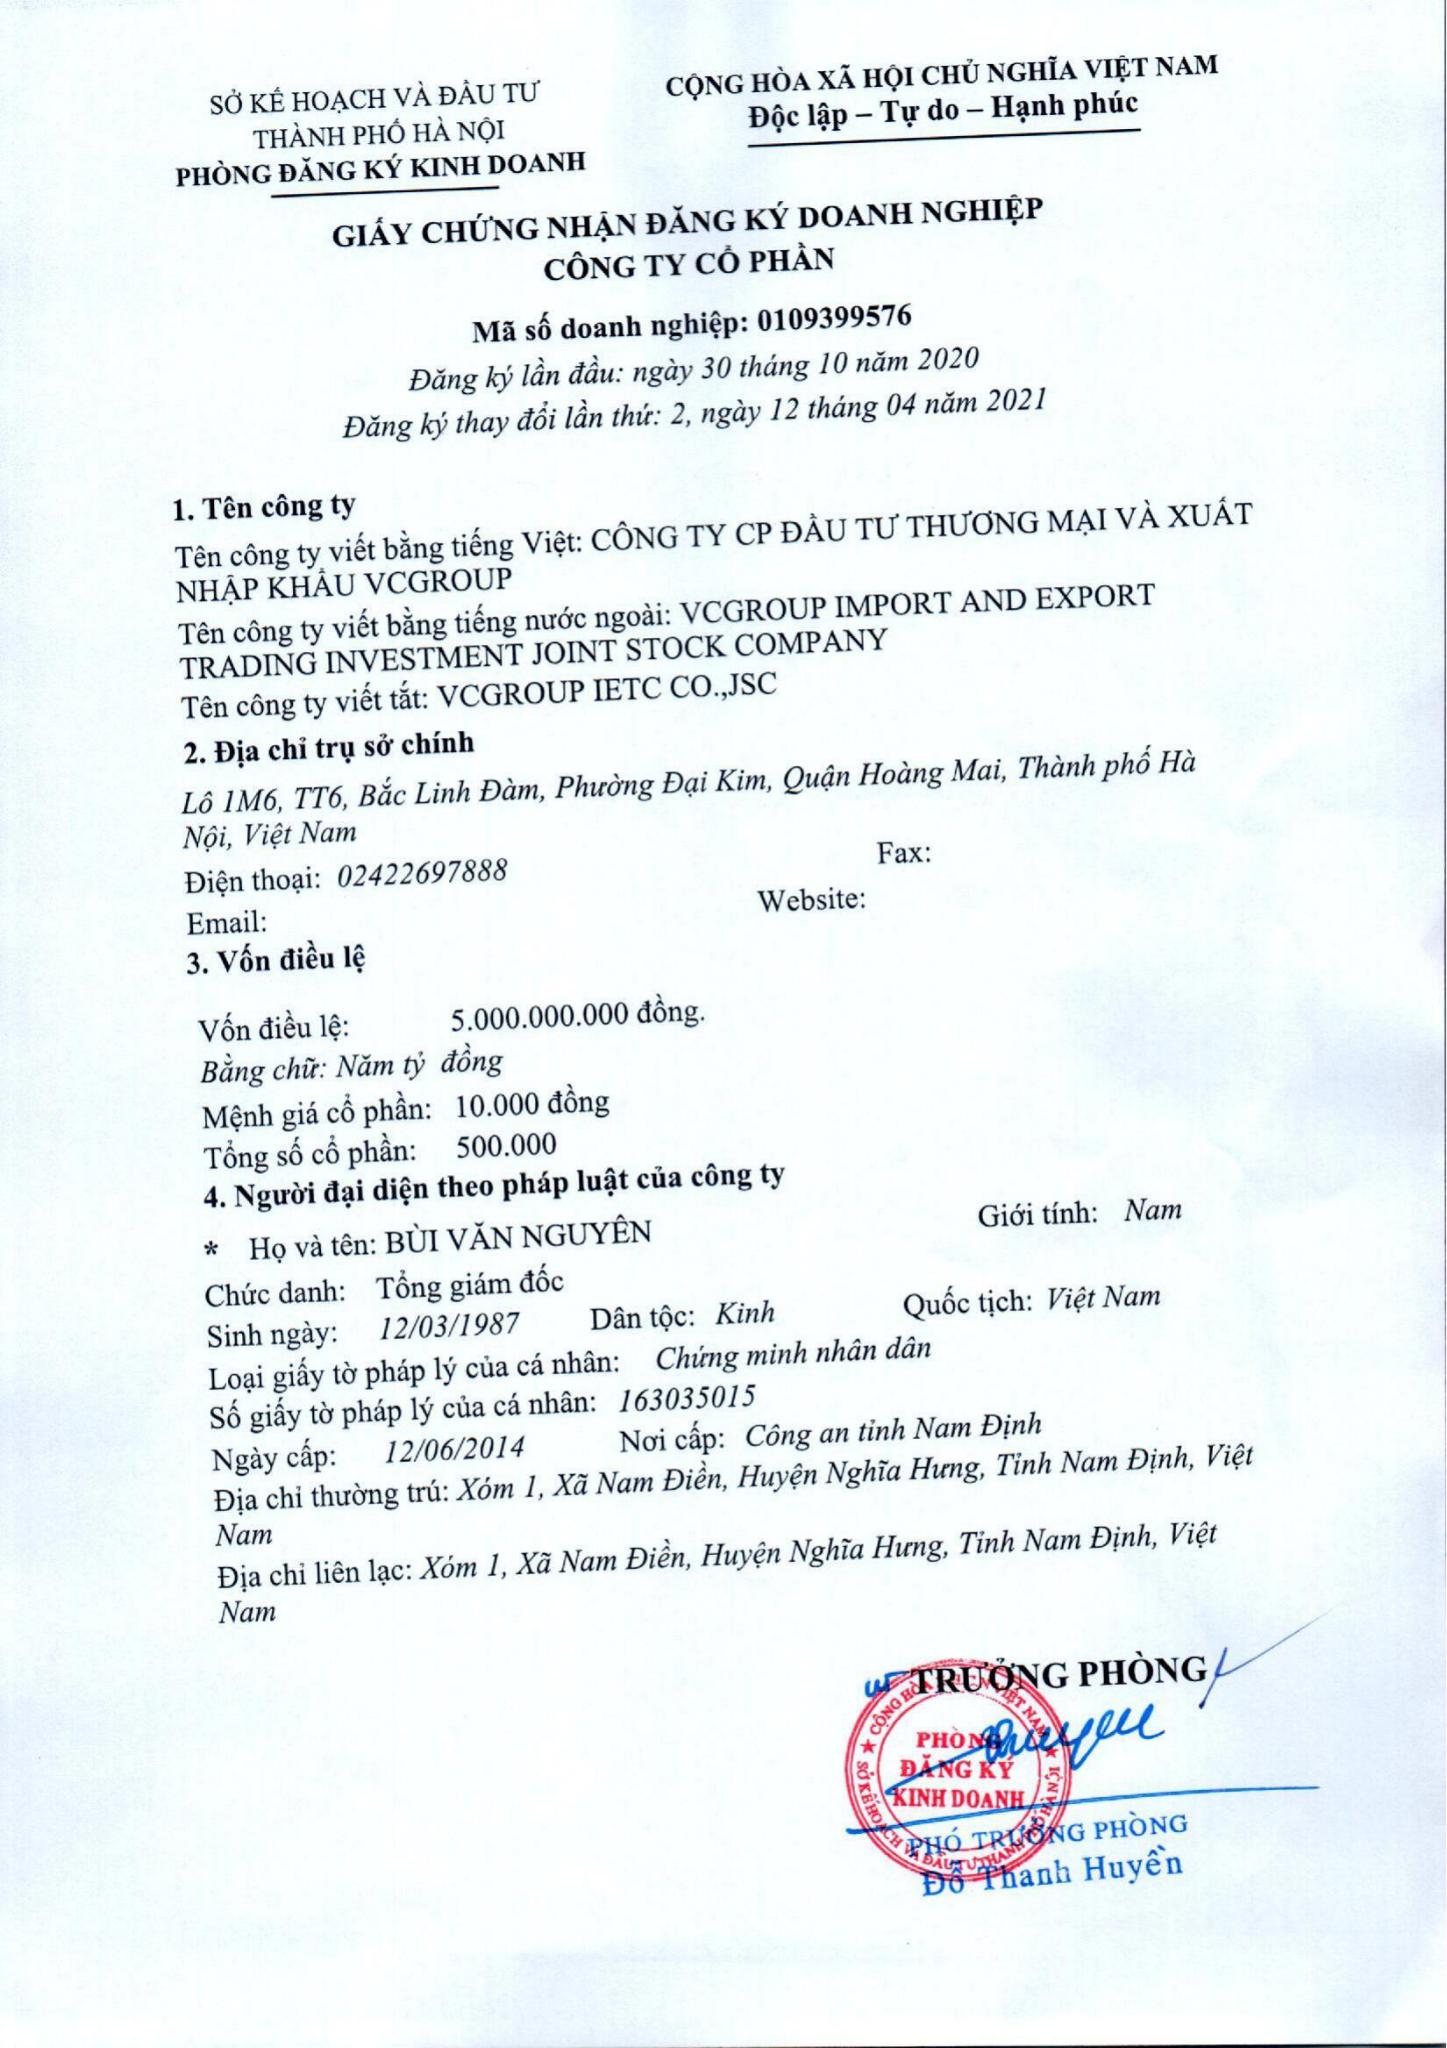 SỞ KẾ HOẠCH VÀ ĐẦU TƯ
THÀNH PHỐ HÀ NỘI
PHÒNG ĐĂNG KÝ KINH DOANH
CỘNG HÒA XÃ HỘI CHỦ NGHĨA VIỆT NAM
Độc lập – Tự do – Hạnh phúc
GIẤY CHỨNG NHẬN ĐĂNG KÝ DOANH NGHIỆP
CÔNG TY CỔ PHẦN
Mã số doanh nghiệp: 0109399576
Đăng ký lần đầu: ngày 30 tháng 10 năm 2020
Đăng ký thay đổi lần thứ: 2, ngày 12 tháng 04 năm 2021
1. Tên công ty
Tên công ty viết bằng tiếng Việt: CÔNG TY CP ĐẦU TƯ THƯƠNG MẠI VÀ XUẤT
NHẬP KHẨU VCGROUP
Tên công ty viết bằng tiếng nước ngoài: VCGROUP IMPORT AND EXPORT
TRADING INVESTMENT JOINT STOCK COMPANY
Tên công ty viết tắt: VCGROUP IETC CO.,JSC
2. Địa chỉ trụ sở chính
Lô 1M6, TT6, Bắc Linh Đàm, Phường Đại Kim, Quận Hoàng Mai, Thành phố Hà
Nội, Việt Nam
Điện thoại: 02422697888 Fax:
Email: Website:
3. Vốn điều lệ
Vốn điều lệ: 5.000.000.000 đồng.
Bằng chữ: Năm tỷ đồng
Mệnh giá cổ phần: 10.000 đồng
Tổng số cổ phần: 500.000
4. Người đại diện theo pháp luật của công ty
* Họ và tên: BÙI VĂN NGUYÊN Giới tính: Nam
Chức danh: Tổng giám đốc
Sinh ngày: 12/03/1987 Dân tộc: Kinh Quốc tịch: Việt Nam
Loại giấy tờ pháp lý của cá nhân: Chứng minh nhân dân
Số giấy tờ pháp lý của cá nhân: 163035015
Ngày cấp: 12/06/2014 Nơi cấp: Công an tỉnh Nam Định
Địa chỉ thường trú: Xóm 1, Xã Nam Điền, Huyện Nghĩa Hưng, Tỉnh Nam Định, Việt
Nam
Địa chỉ liên lạc: Xóm 1, Xã Nam Điền, Huyện Nghĩa Hưng, Tỉnh Nam Định, Việt
Nam
TRƯỞNG PHÒNG
PHÒNG
ĐĂNG KÝ
KINH DOANH
SỞ KẾ HOẠCH VÀ ĐẦU TƯ THÀNH PHỐ HÀ NỘI
PHÓ TRƯỞNG PHÒNG
Đỗ Thanh Huyền